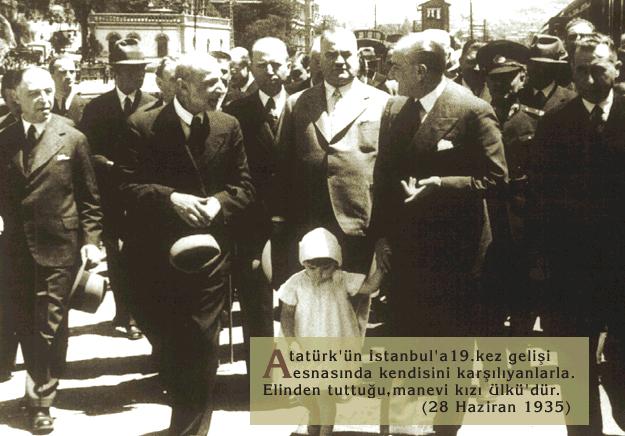 Atatürk'ün İstanbul'a19.kez gelişi
esnasında kendisini karşılıyanlarla.
Elinden tuttuğu,manevi kızı ülkü'dür.
(28 Haziran 1935)